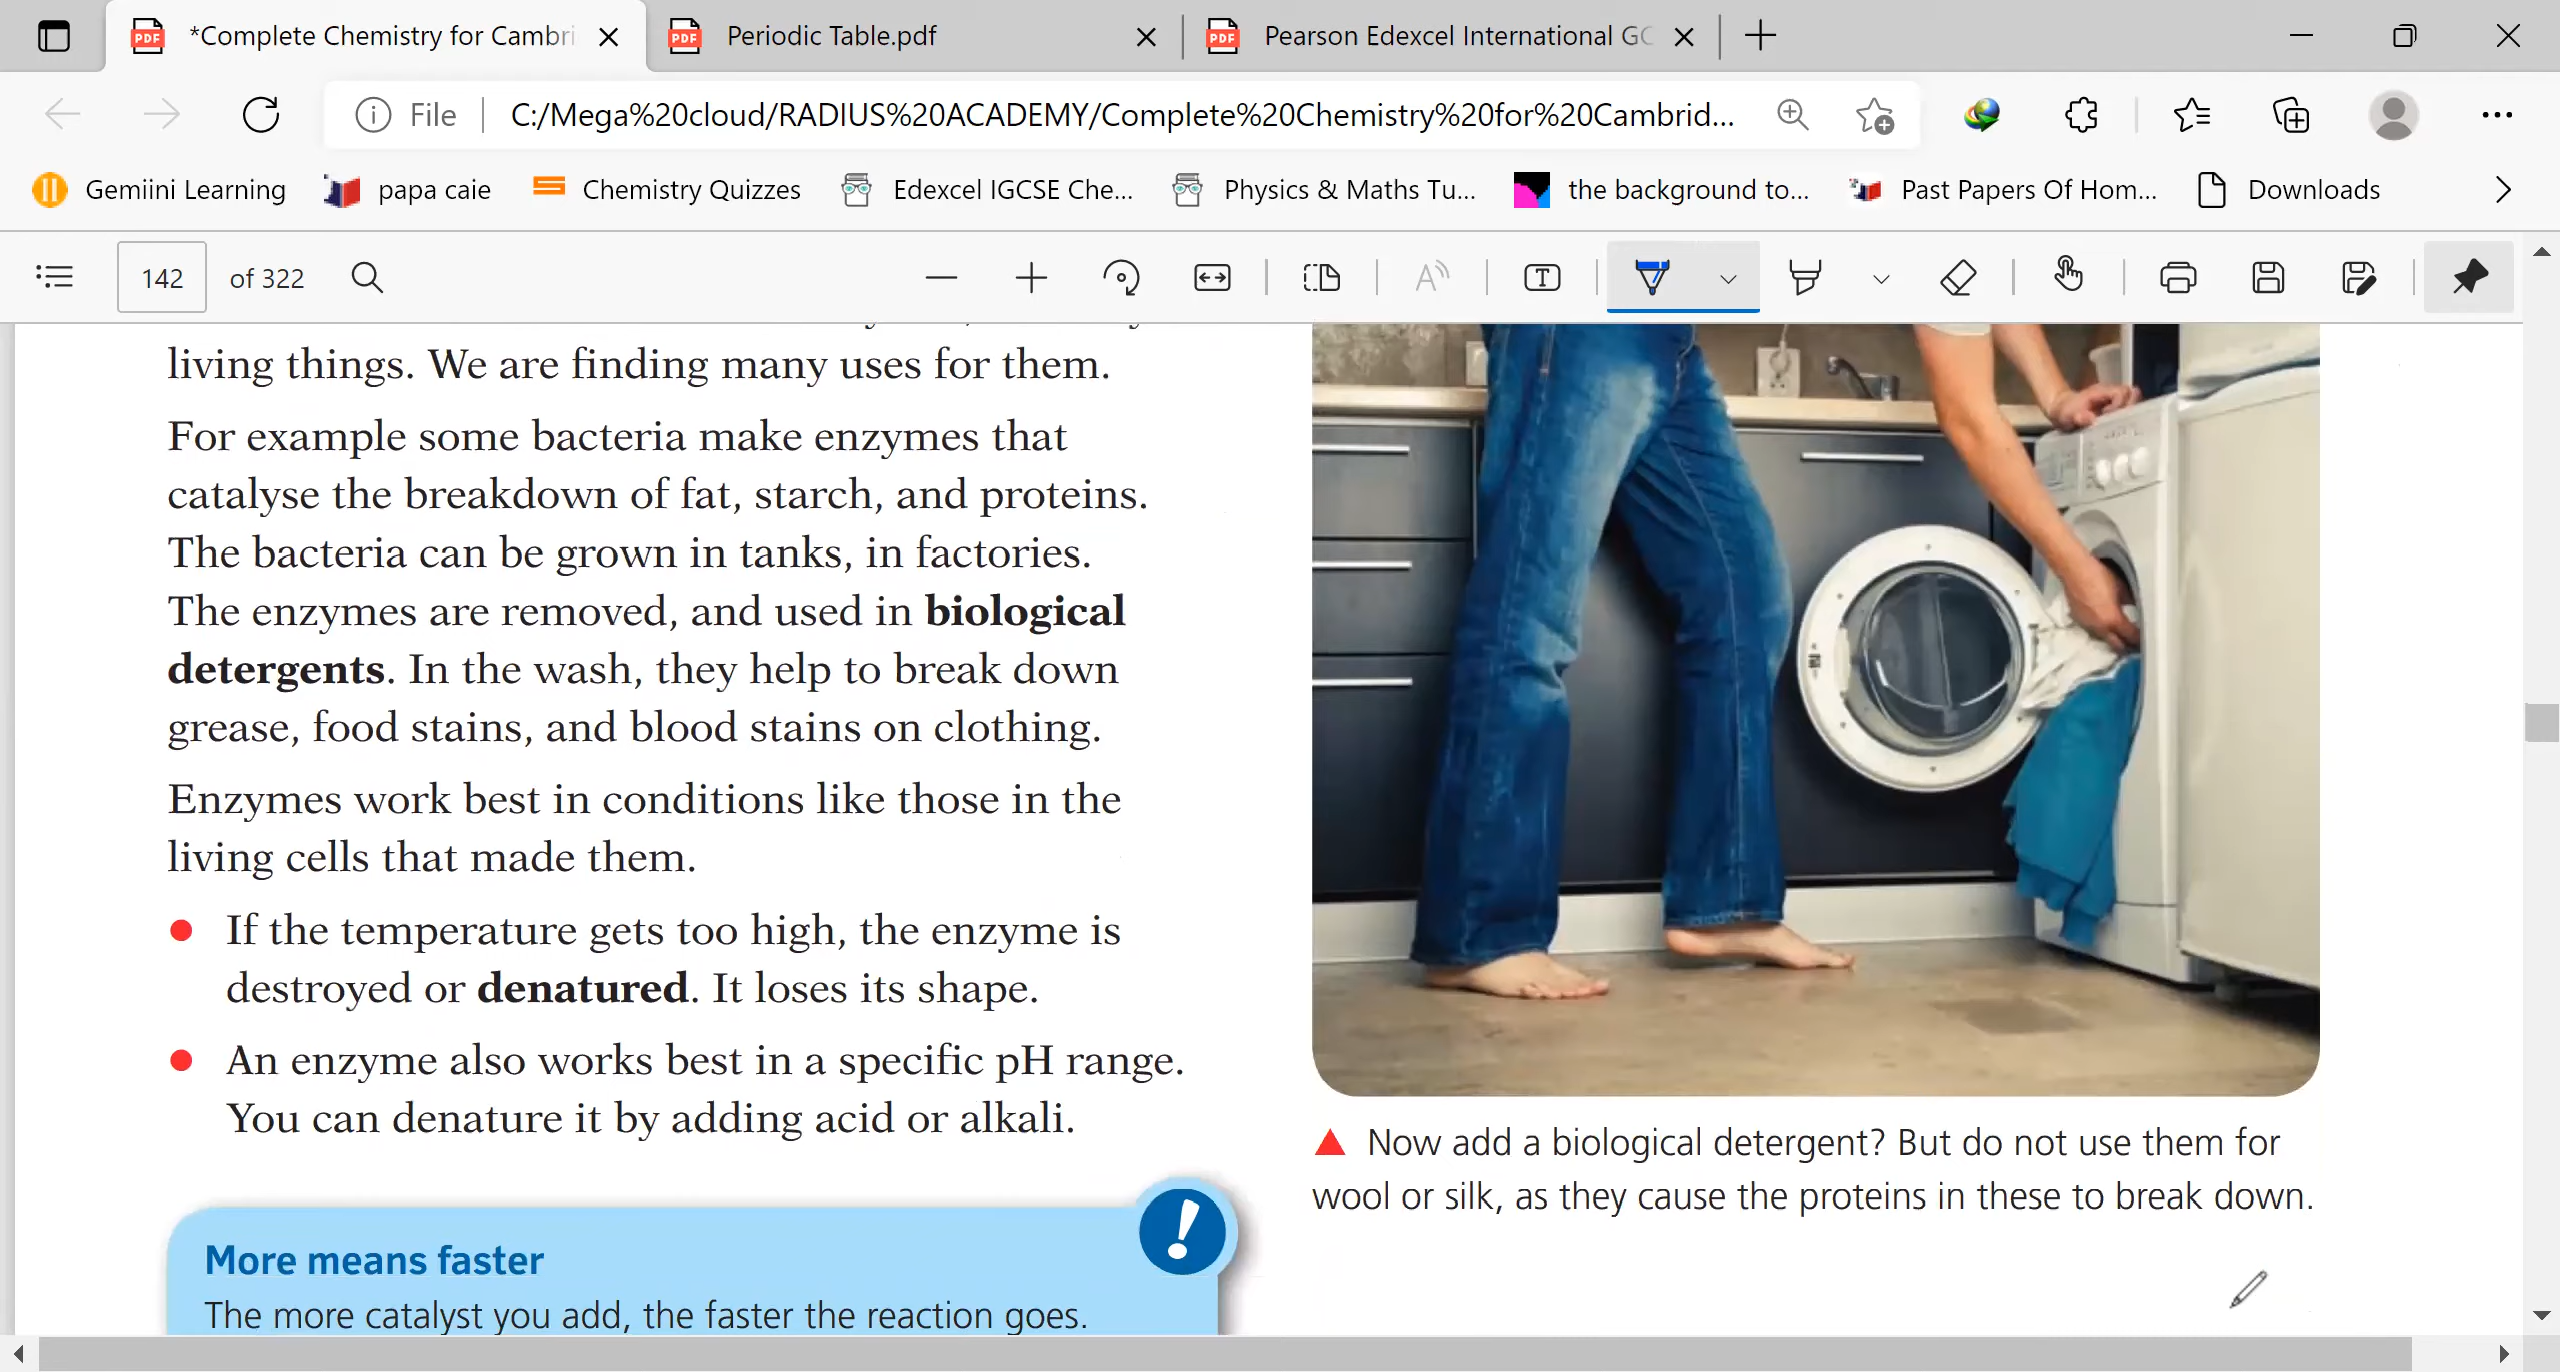 *Complete Chemistry for Cambri
Periodic Table.pdf
Pearson Edexcel International GC
File
C:/Mega%20cloud/RADIUS%20ACADEMY/Complete%20Chemistry%20for%20Cambrid...
Gemiini Learning
papa caie
Chemistry Quizzes
Edexcel IGCSE Che...
Physics & Maths Tu...
the background to...
Past Papers Of Hom...
Downloads
142 of 322
living things. We are finding many uses for them.
For example some bacteria make enzymes that
catalyse the breakdown of fat, starch, and proteins.
The bacteria can be grown in tanks, in factories.
The enzymes are removed, and used in biological
detergents. In the wash, they help to break down
grease, food stains, and blood stains on clothing.
Enzymes work best in conditions like those in the
living cells that made them.
● If the temperature gets too high, the enzyme is
destroyed or denatured. It loses its shape.
● An enzyme also works best in a specific pH range.
You can denature it by adding acid or alkali.
More means faster
The more catalyst you add, the faster the reaction goes.
▲ Now add a biological detergent? But do not use them for
wool or silk, as they cause the proteins in these to break down.